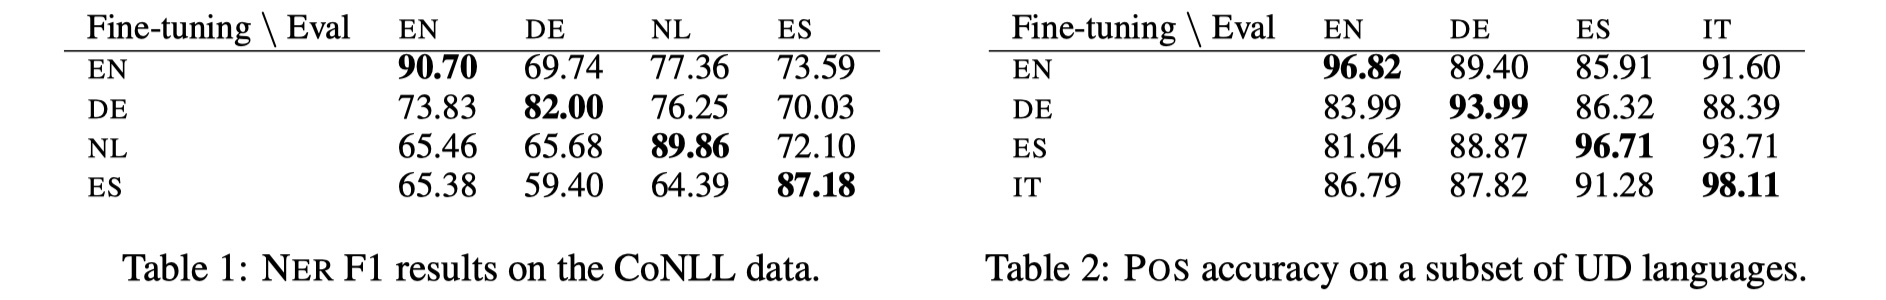 Fine-tuning \ Eval EN DE NL ES
EN 90.70 69.74 77.36 73.59
DE 73.83 82.00 76.25 70.03
NL 65.46 65.68 89.86 72.10
ES 65.38 59.40 64.39 87.18
Table 1: NER F1 results on the CoNLL data.
Fine-tuning \ Eval EN DE ES IT
EN 96.82 89.40 85.91 91.60
DE 83.99 93.99 86.32 88.39
ES 81.64 88.87 96.71 93.71
IT 86.79 87.82 91.28 98.11
Table 2: POS accuracy on a subset of UD languages.